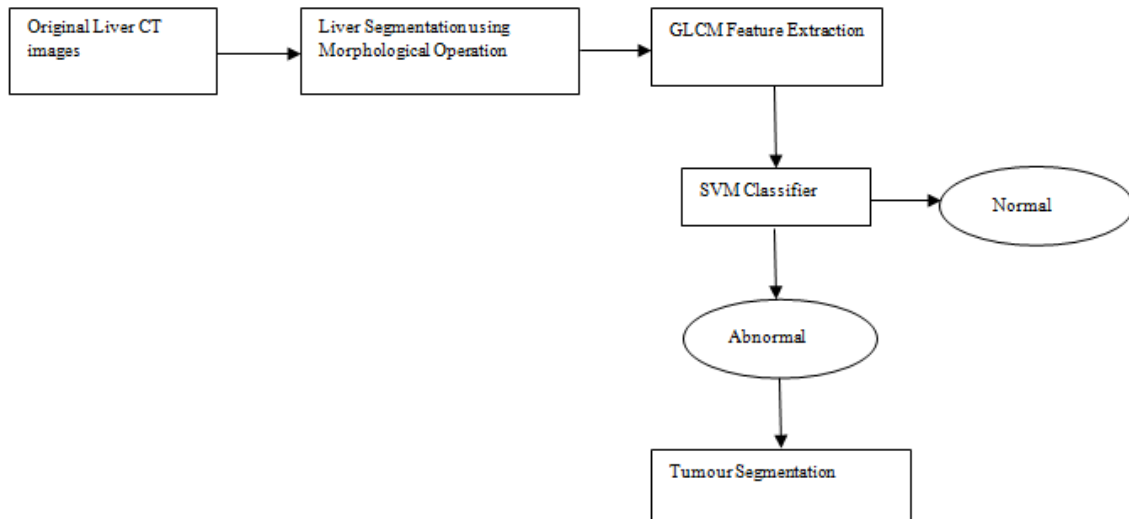 Original Liver CT
images
Liver Segmentation using
Morphological Operation
GLCM Feature Extraction
SVM Classifier
Normal
Abnormal
Tumour Segmentation